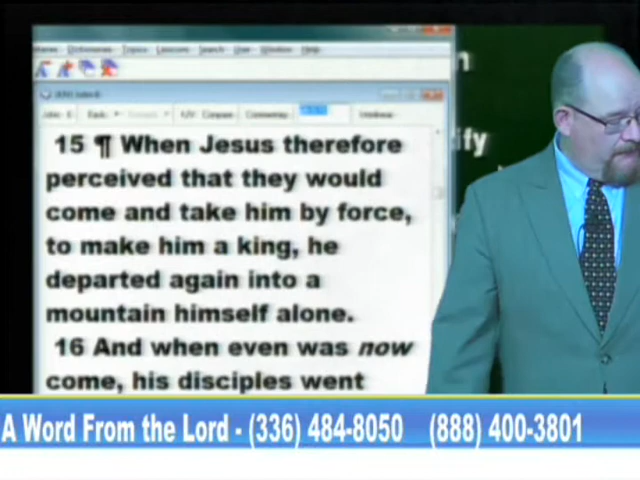 15 ¶ When Jesus therefore
perceived that they would
come and take him by force,
to make him a king, he
departed again into a
mountain himself alone.
16 And when even was now
come, his disciples went
A Word From the Lord - (336) 484-8050 (888) 400-3801